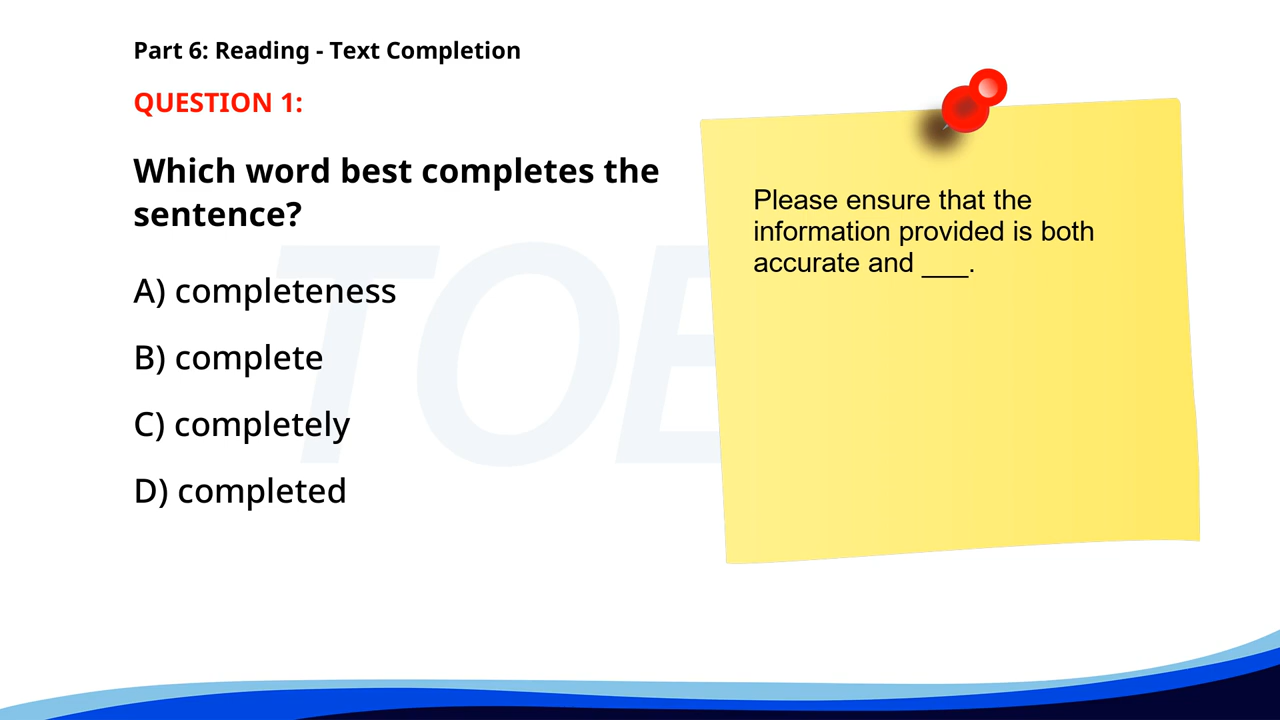 Part 6: Reading - Text Completion
QUESTION 1:
Which word best completes the
sentence?
A) completeness
B) complete
C) completely
D) completed
Please ensure that the
information provided is both
accurate and ___.